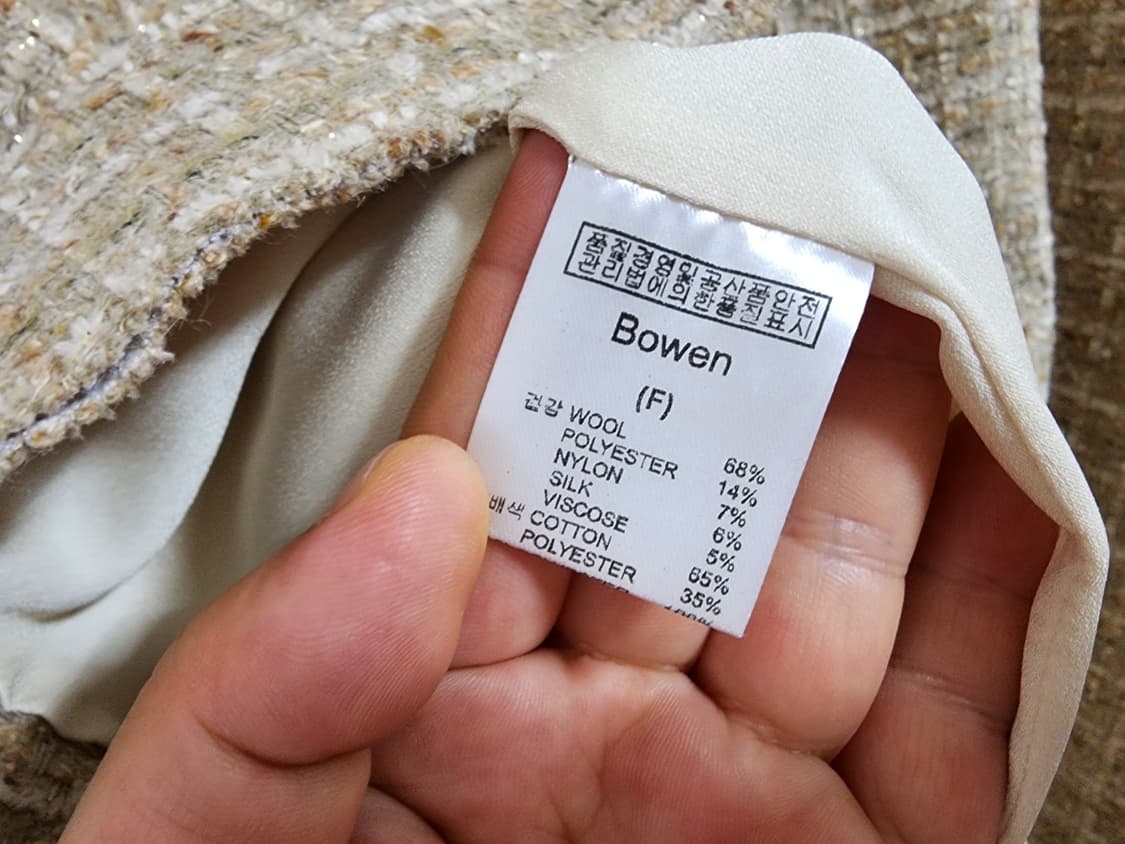 품질경영및공산품안전
관리법에의한품질표시
Bowen
(F)
겉감 WOOL 68%
POLYESTER 14%
NYLON 7%
SILK 6%
VISCOSE 5%
배색 COTTON 65%
POLYESTER 35%
100%